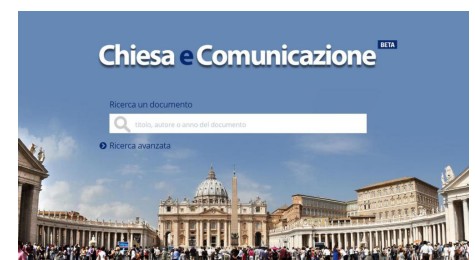 Chiesa e Comunicazione BETA
Ricerca un documento
titolo, autore o anno del documento
Ricerca avanzata